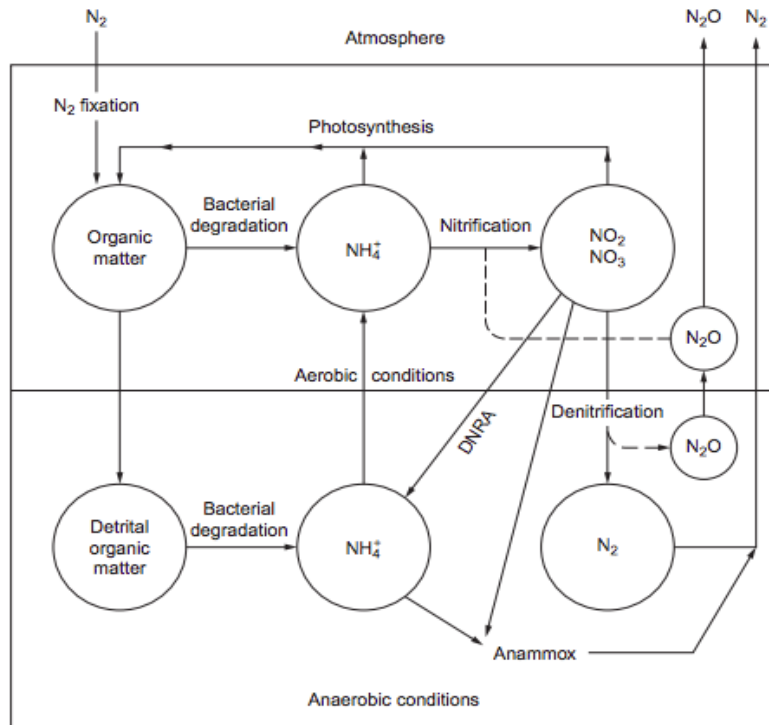 N₂
N₂O N₂
Atmosphere
N₂ fixation
Photosynthesis
Bacterial
degradation
Nitrification
Organic
matter
NH₄⁺
NO₂
NO₃
N₂O
Aerobic conditions
Denitrification
DNRA
N₂O
Bacterial
degradation
Detrital
organic
matter
NH₄⁺
N₂
Anammox
Anaerobic conditions